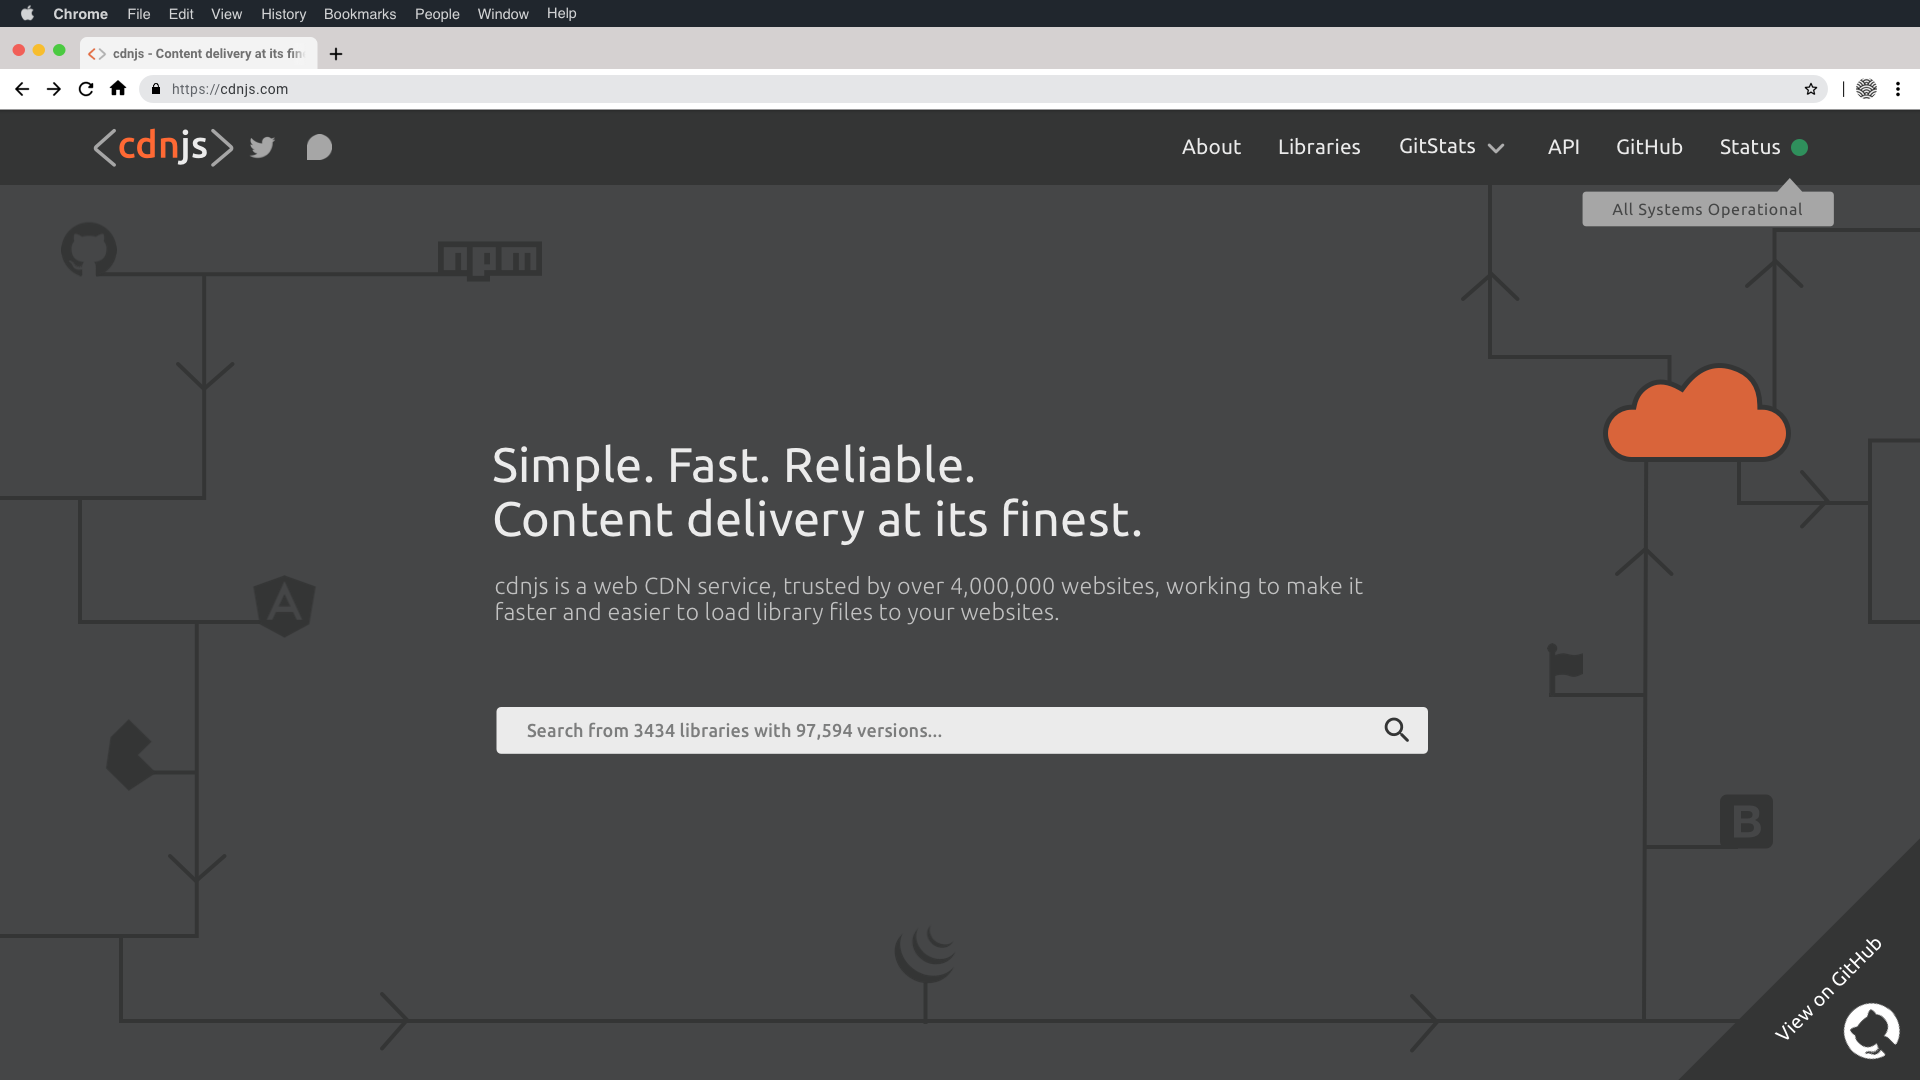 Chrome File Edit View History Bookmarks People Window Help
cdnjs - Content delivery at its fin
https://cdnjs.com
<cdnjs> About Libraries GitStats API GitHub Status
All Systems Operational
npm
Simple. Fast. Reliable.
Content delivery at its finest.
cdnjs is a web CDN service, trusted by over 4,000,000 websites, working to make it
faster and easier to load library files to your websites.
A
Search from 3434 libraries with 97,594 versions...
B
View on GitHub